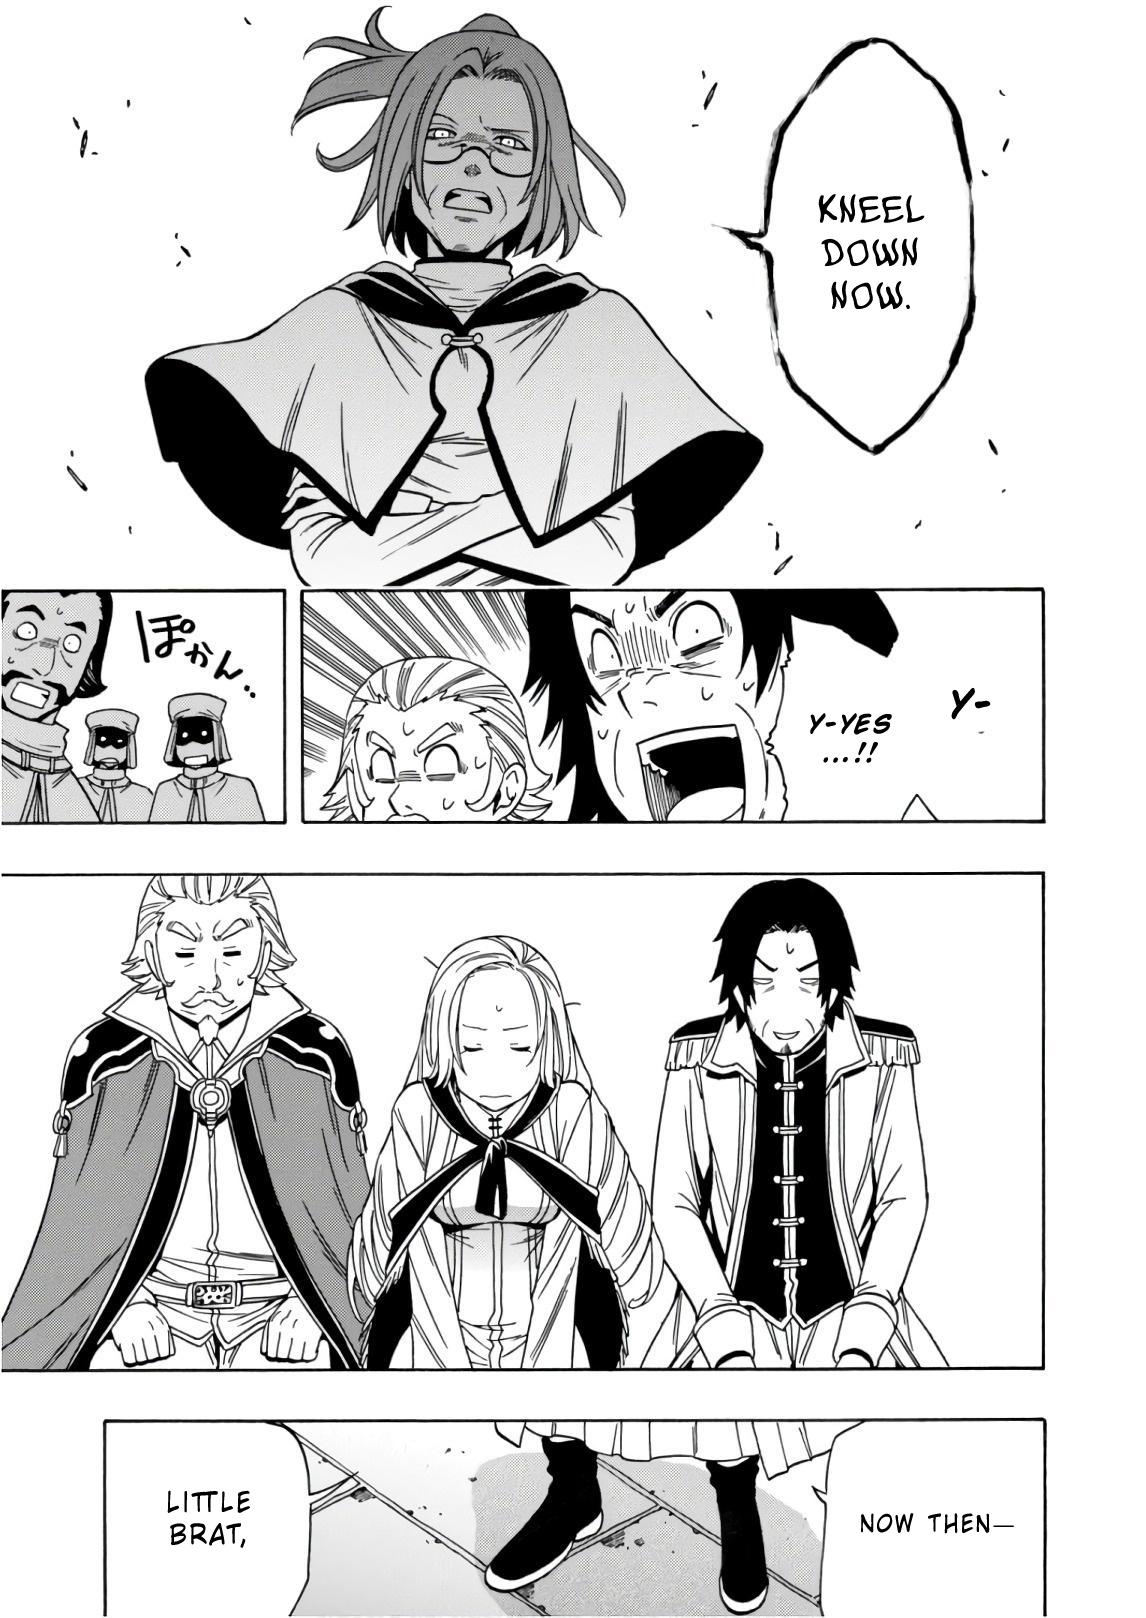 KNEEL
DOWN
NOW.
Y-
Y-YES
...!!
ぽかん..
NOW THEN—
LITTLE
BRAT,